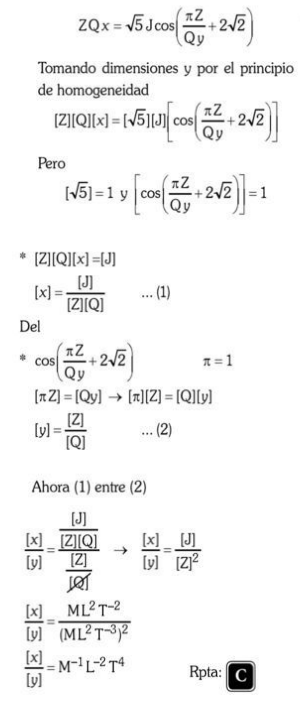 ZQx = √5 J cos(πZ/Qy + 2√2)
Tomando dimensiones y por el principio
de homogeneidad
[Z][Q][x] = [√5][J][cos(πZ/Qy + 2√2)]
Pero
[√5] = 1 y [cos(πZ/Qy + 2√2)] = 1
* [Z][Q][x] = [J]
[x] = [J]/[Z][Q] ... (1)
Del
* cos(πZ/Qy + 2√2) π = 1
[πZ] = [Qy] → [π][Z] = [Q][y]
[y] = [Z]/[Q] ... (2)
Ahora (1) entre (2)
[x]/[y] = ([J]/[Z][Q])/([Z]/[Q]) → [x]/[y] = [J]/[Z]²
[x]/[y] = ML²T⁻²/(ML²T⁻³)²
[x]/[y] = M⁻¹L⁻²T⁴ Rpta: C